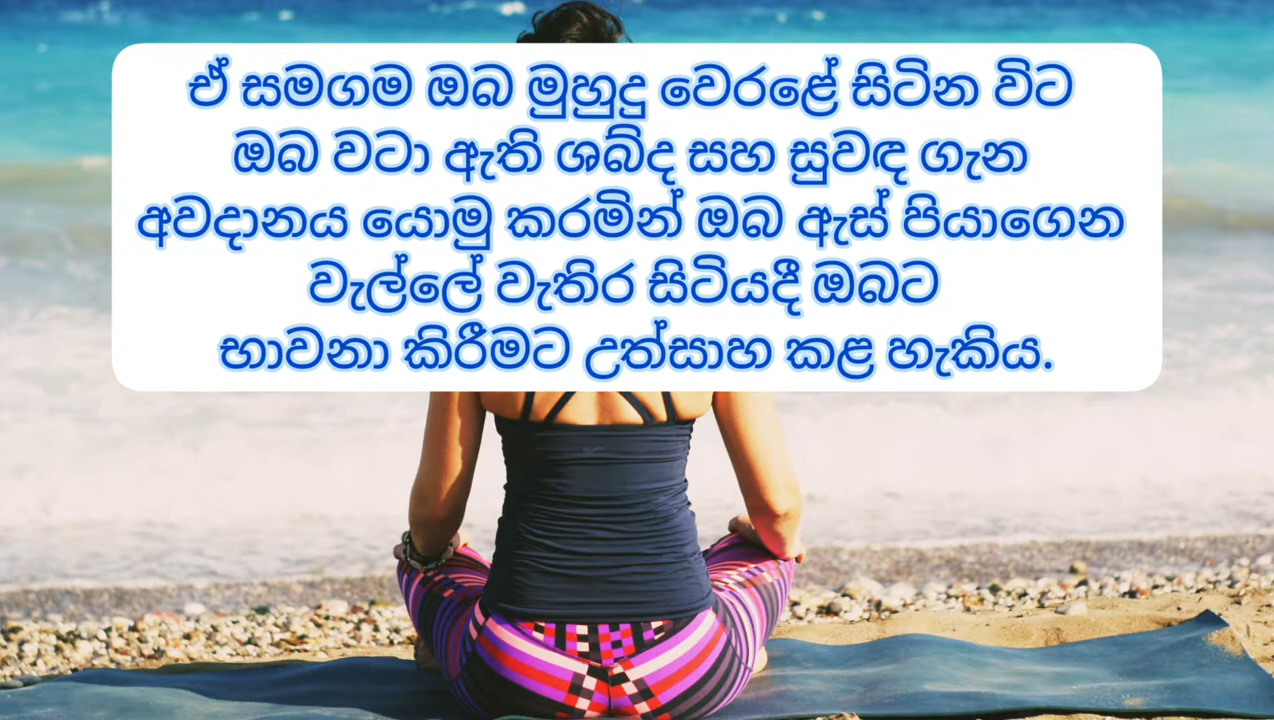 ඒ සමගම ඔබ මුහුදු වෙරළේ සිටින විට
ඔබ වටා ඇති ශබ්ද සහ සුවඳ ගැන
අවදානය යොමු කරමින් ඔබ ඇස් පියාගෙන
වැල්ලේ වැතිර සිටියදී ඔබට
භාවනා කිරීමට උත්සාහ කළ හැකිය.